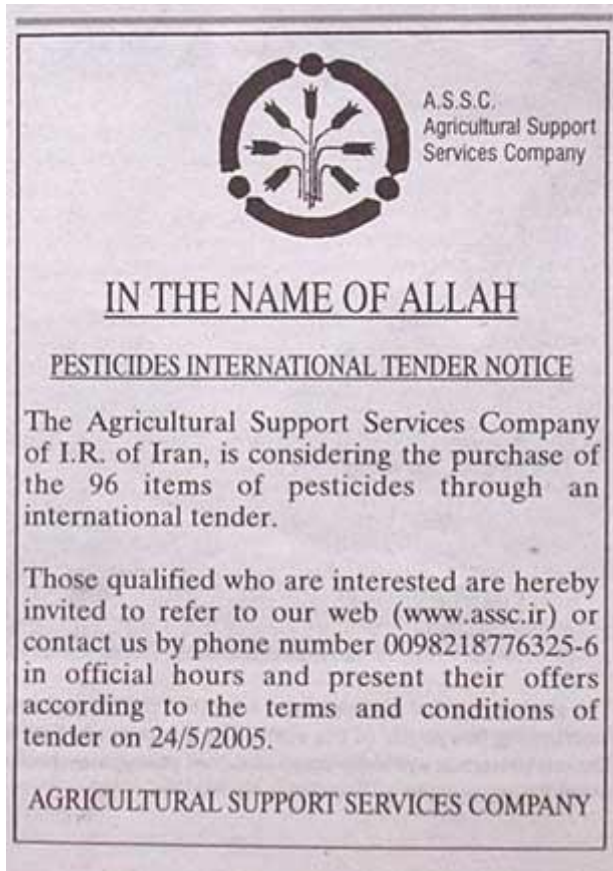 A.S.S.C.
Agricultural Support
Services Company
IN THE NAME OF ALLAH
PESTICIDES INTERNATIONAL TENDER NOTICE
The Agricultural Support Services Company
of I.R. of Iran, is considering the purchase of
the 96 items of pesticides through an
international tender.
Those qualified who are interested are hereby
invited to refer to our web (www.assc.ir) or
contact us by phone number 0098218776325-6
in official hours and present their offers
according to the terms and conditions of
tender on 24/5/2005.
AGRICULTURAL SUPPORT SERVICES COMPANY